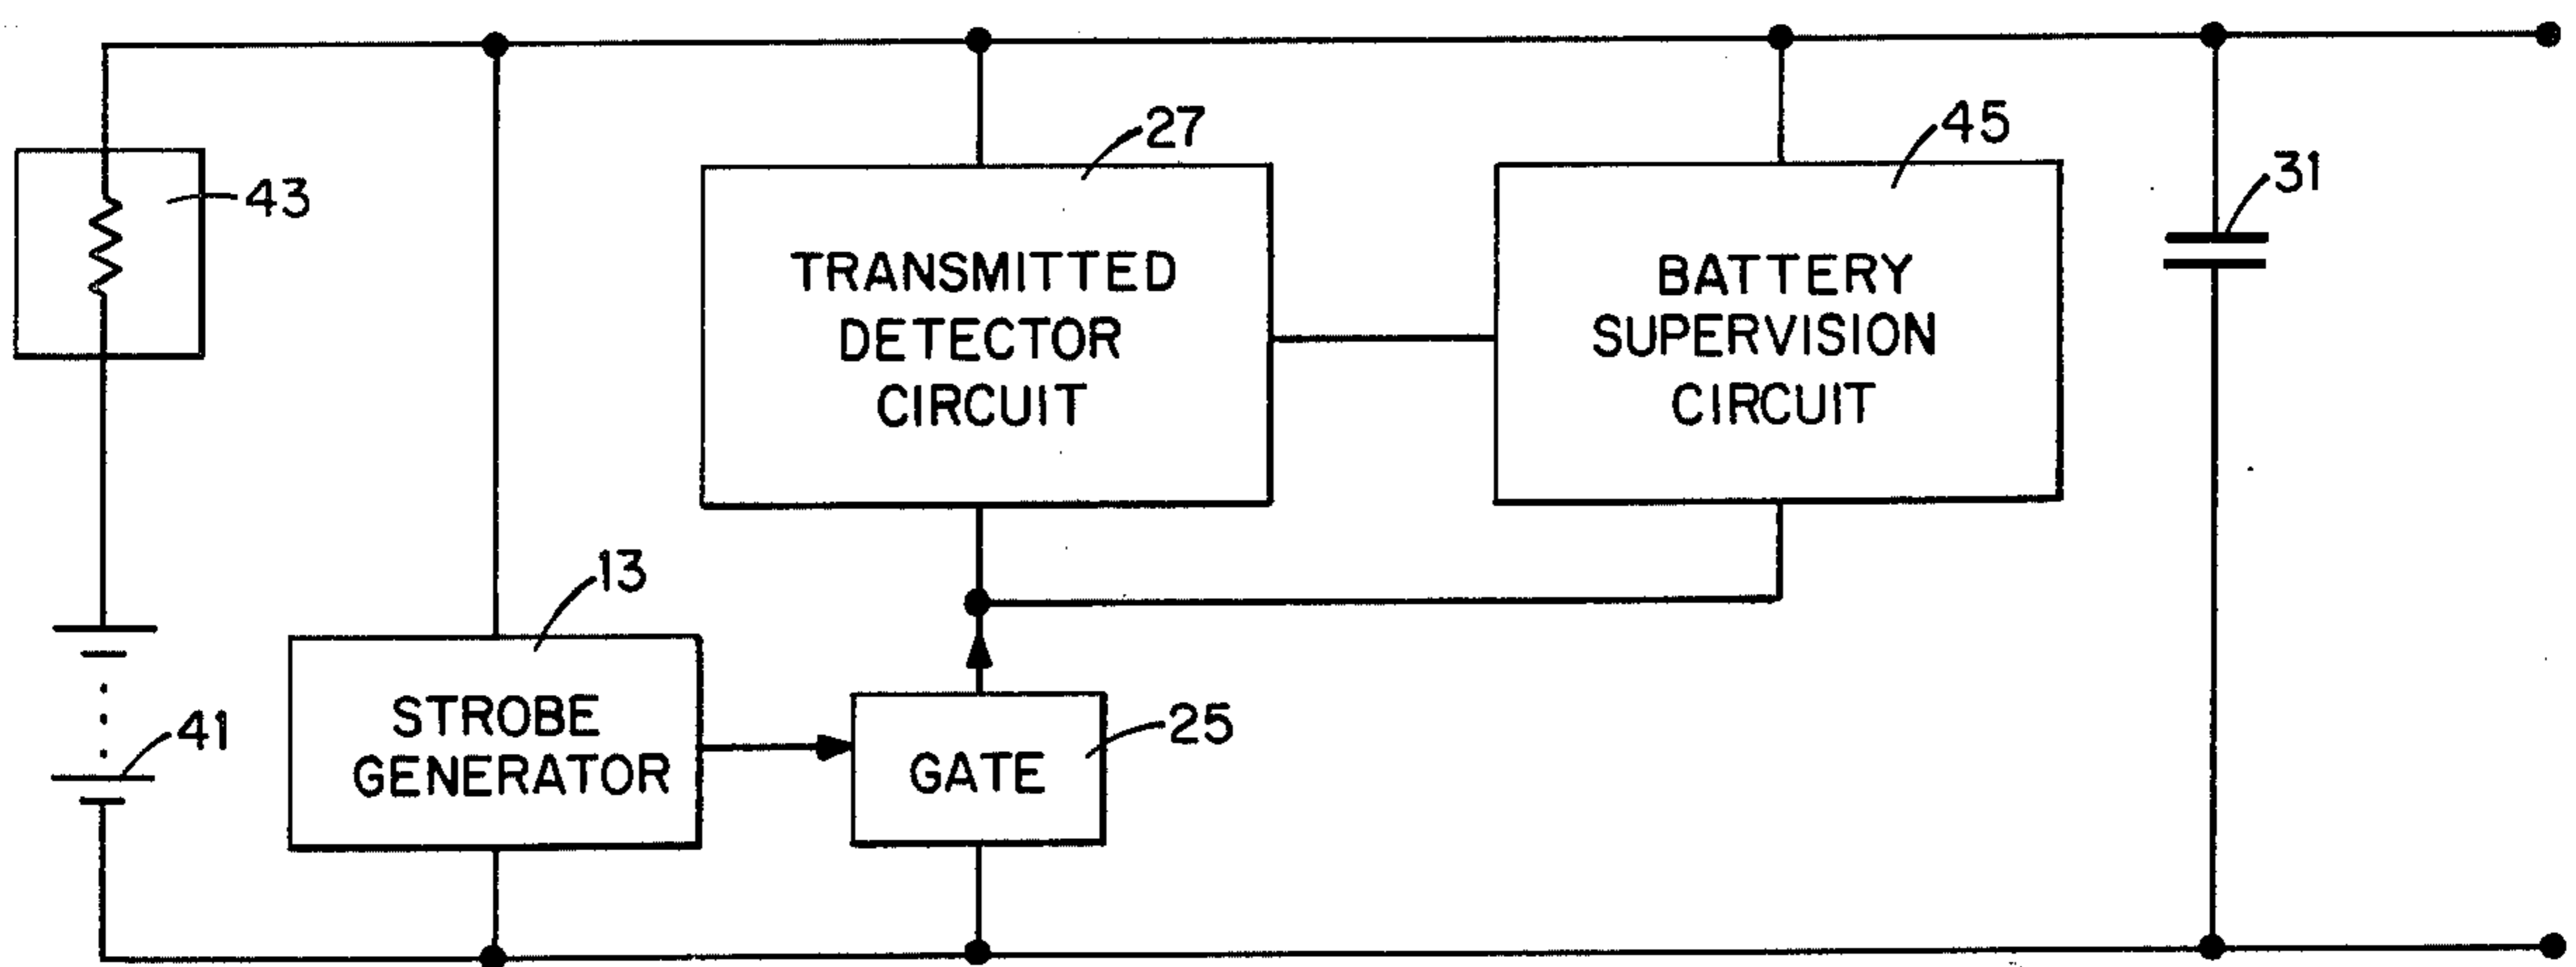 27
45
31
43
TRANSMITTED
DETECTOR
CIRCUIT
BATTERY
SUPERVISION
CIRCUIT
13
41
STROBE
GENERATOR
25
GATE